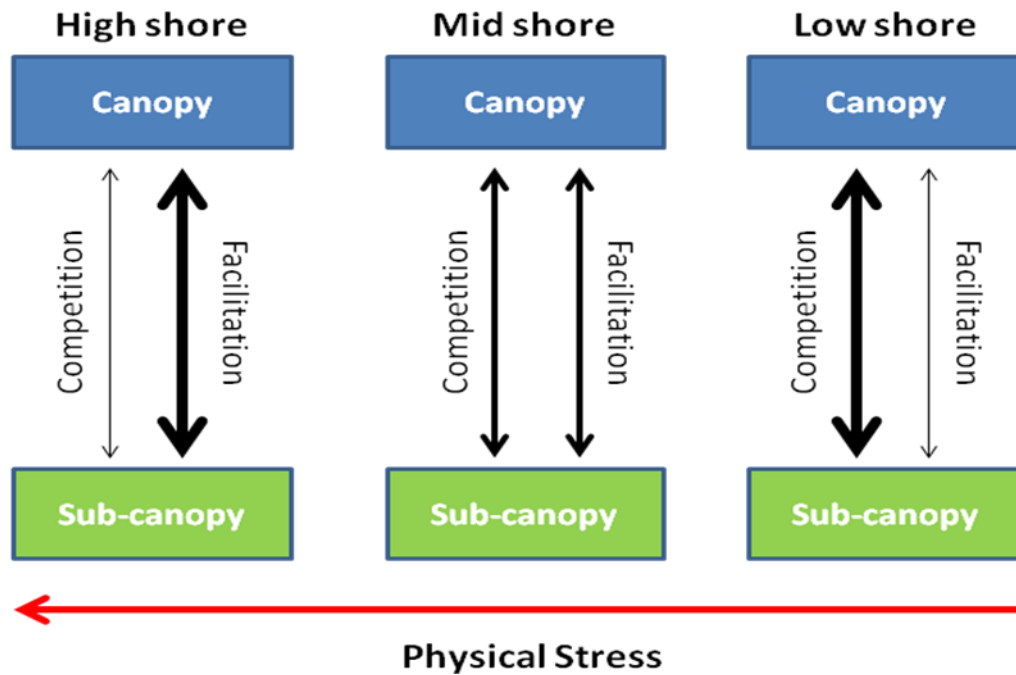 High shore
Mid shore
Low shore
Canopy
Canopy
Canopy
Competition
Facilitation
Competition
Facilitation
Competition
Facilitation
Sub-canopy
Sub-canopy
Sub-canopy
Physical Stress